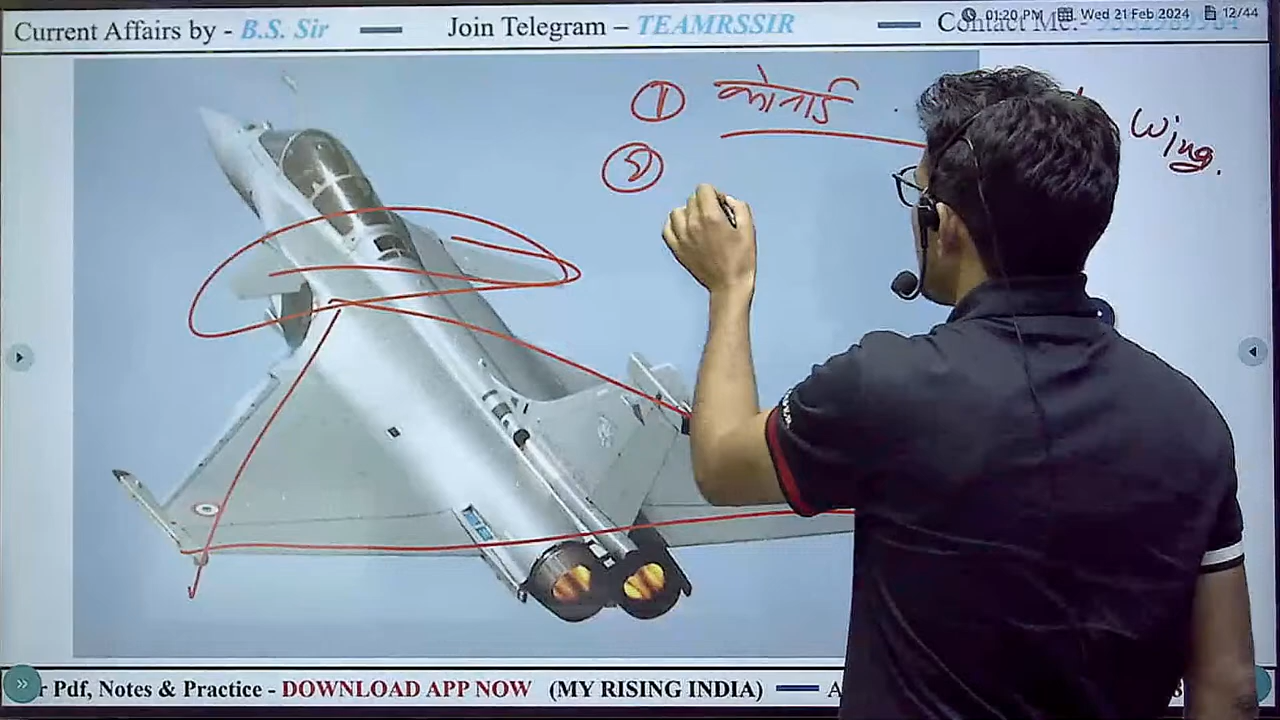 Current Affairs by - B.S. Sir
Join Telegram – TEAMRSSIR
Contact Me:-
01:20 PM Wed 21 Feb 2024 12/44
① कोनार्ड
Wing.
②
r Pdf, Notes & Practice - DOWNLOAD APP NOW (MY RISING INDIA) A